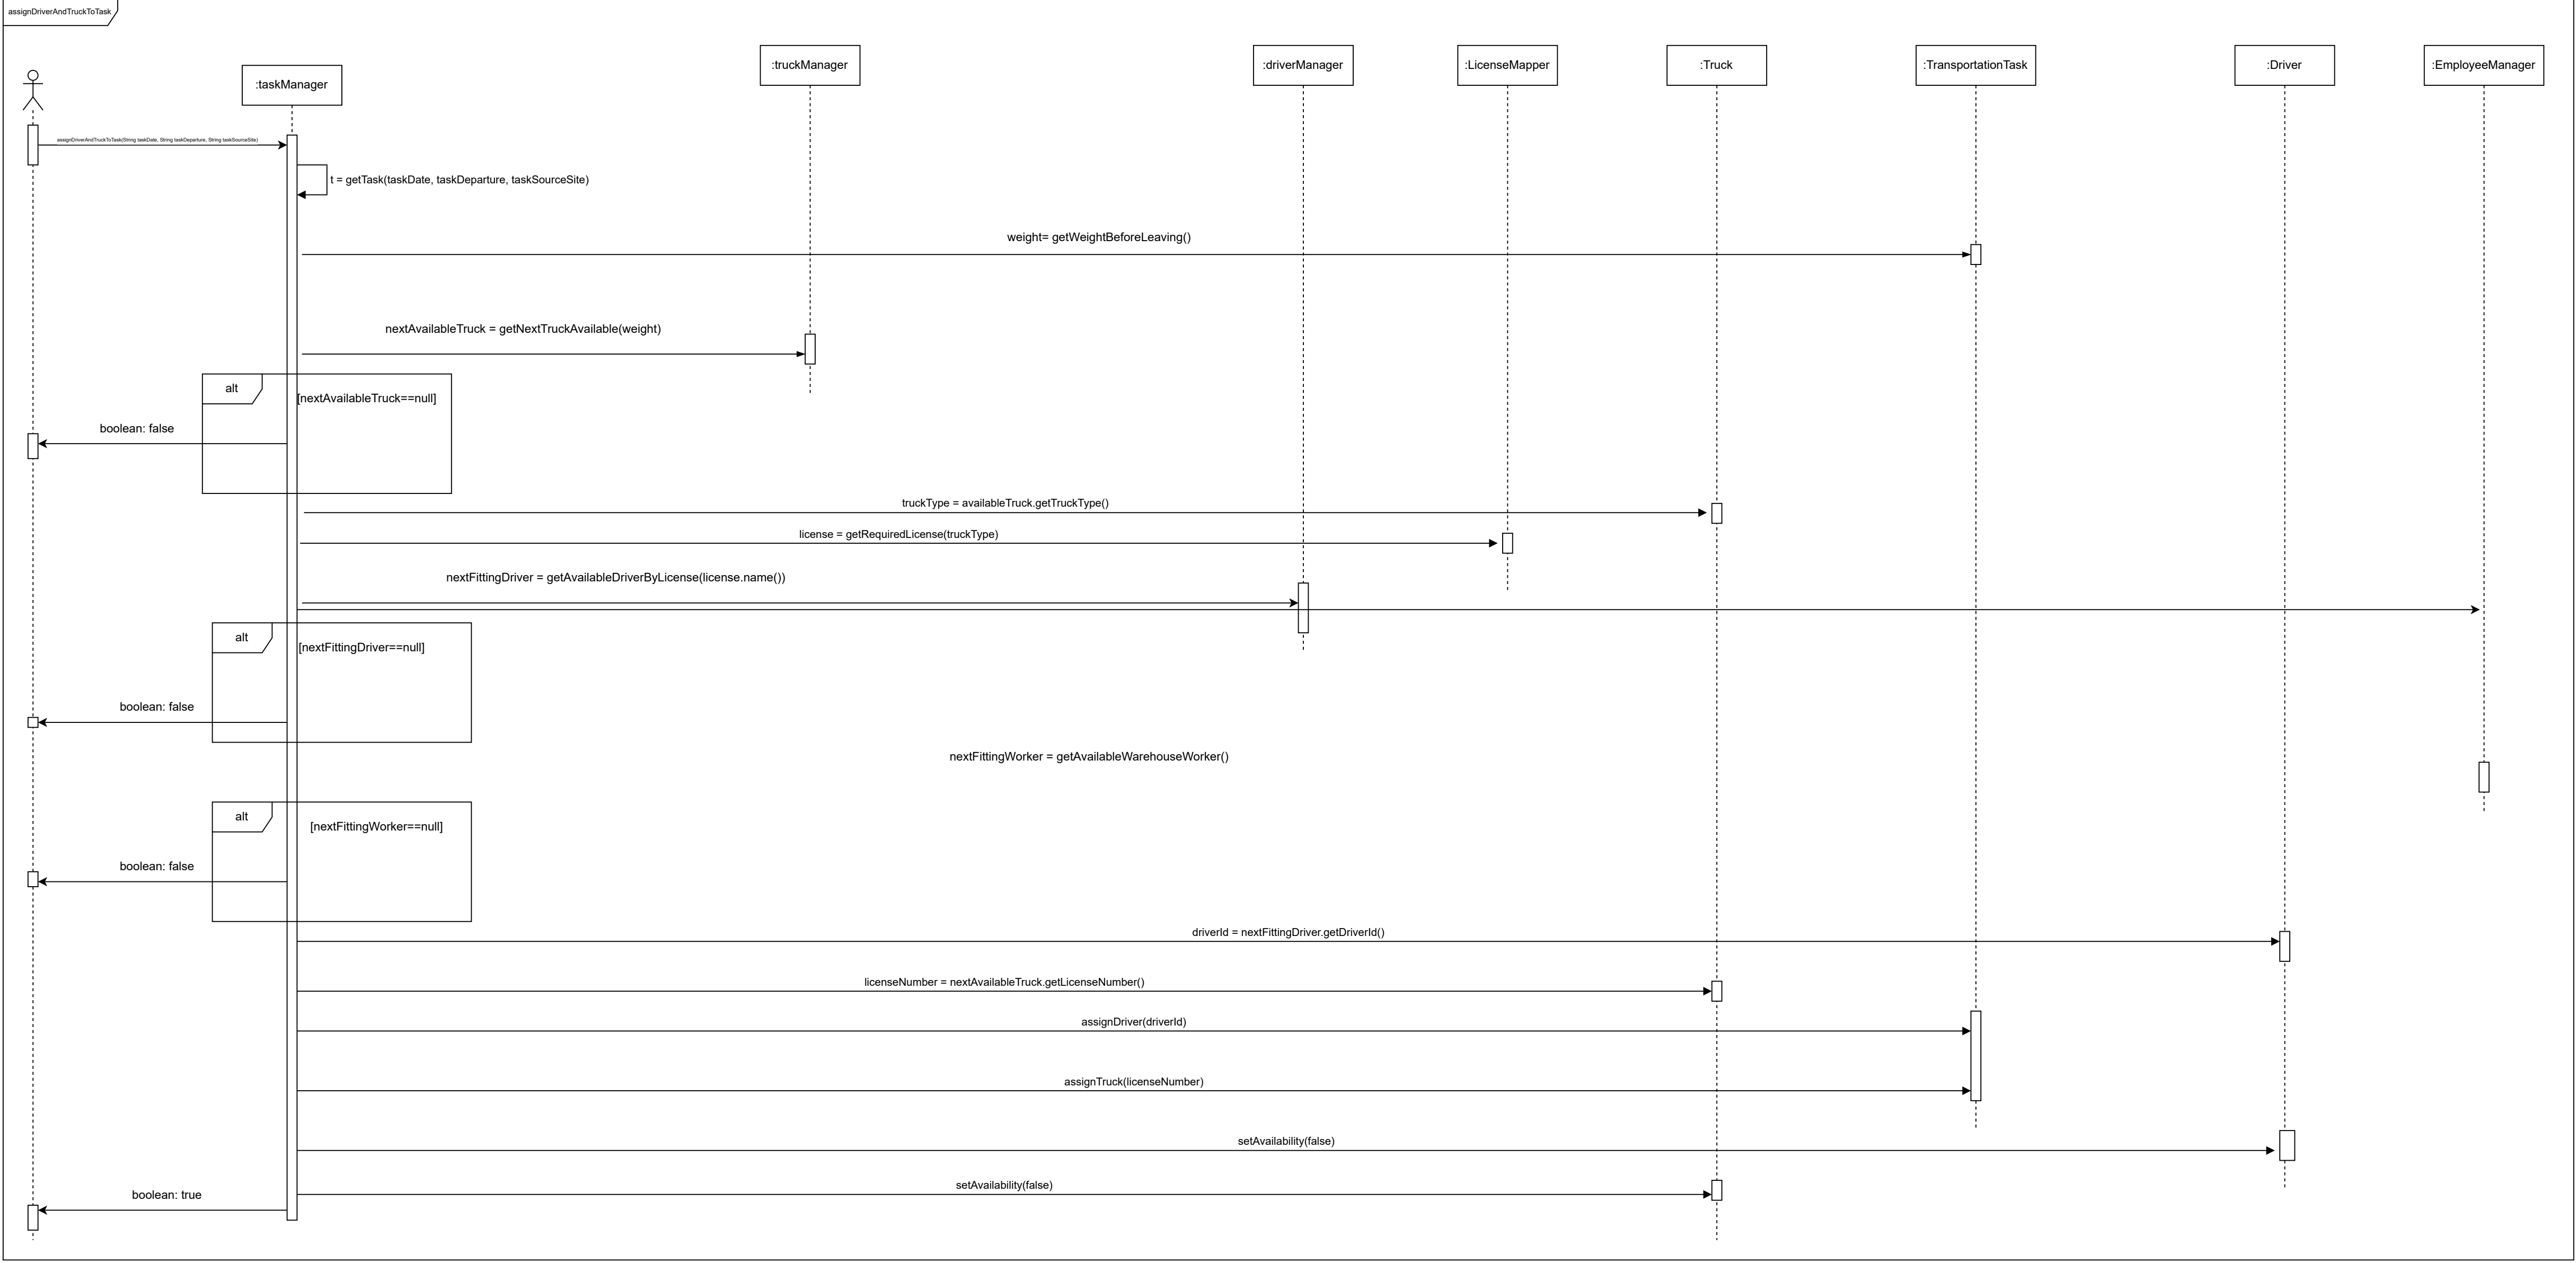 assignDriverAndTruckToTask
:truckManager
:driverManager
:LicenseMapper
:Truck
:TransportationTask
:Driver
:EmployeeManager
:taskManager
assignDriverAndTruckToTask(String taskDate, String taskDeparture, String taskSourceSite)
t = getTask(taskDate, taskDeparture, taskSourceSite)
weight= getWeightBeforeLeaving()
nextAvailableTruck = getNextTruckAvailable(weight)
alt
[nextAvailableTruck==null]
boolean: false
truckType = availableTruck.getTruckType()
license = getRequiredLicense(truckType)
nextFittingDriver = getAvailableDriverByLicense(license.name())
alt
[nextFittingDriver==null]
boolean: false
nextFittingWorker = getAvailableWarehouseWorker()
alt
[nextFittingWorker==null]
boolean: false
driverId = nextFittingDriver.getDriverId()
licenseNumber = nextAvailableTruck.getLicenseNumber()
assignDriver(driverId)
assignTruck(licenseNumber)
setAvailability(false)
setAvailability(false)
boolean: true